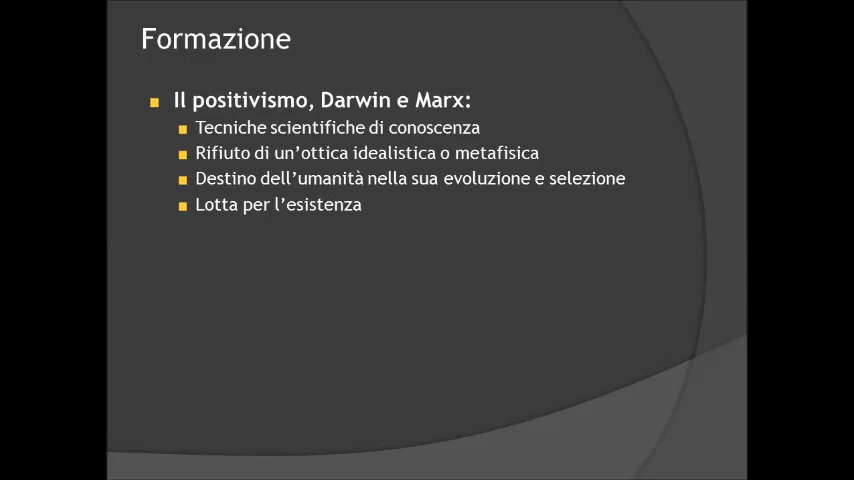 Formazione
Il positivismo, Darwin e Marx:
Tecniche scientifiche di conoscenza
Rifiuto di un’ottica idealistica o metafisica
Destino dell’umanità nella sua evoluzione e selezione
Lotta per l’esistenza